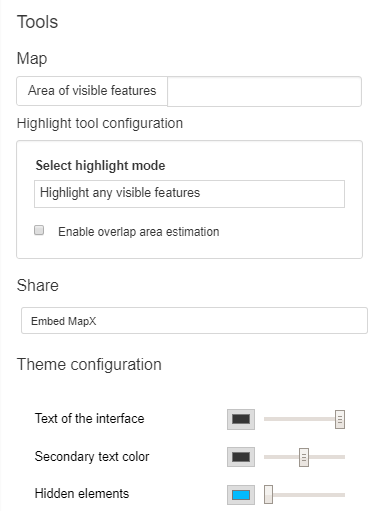 Tools
Map
Area of visible features
Highlight tool configuration
Select highlight mode
Highlight any visible features
Enable overlap area estimation
Share
Embed MapX
Theme configuration
Text of the interface
Secondary text color
Hidden elements